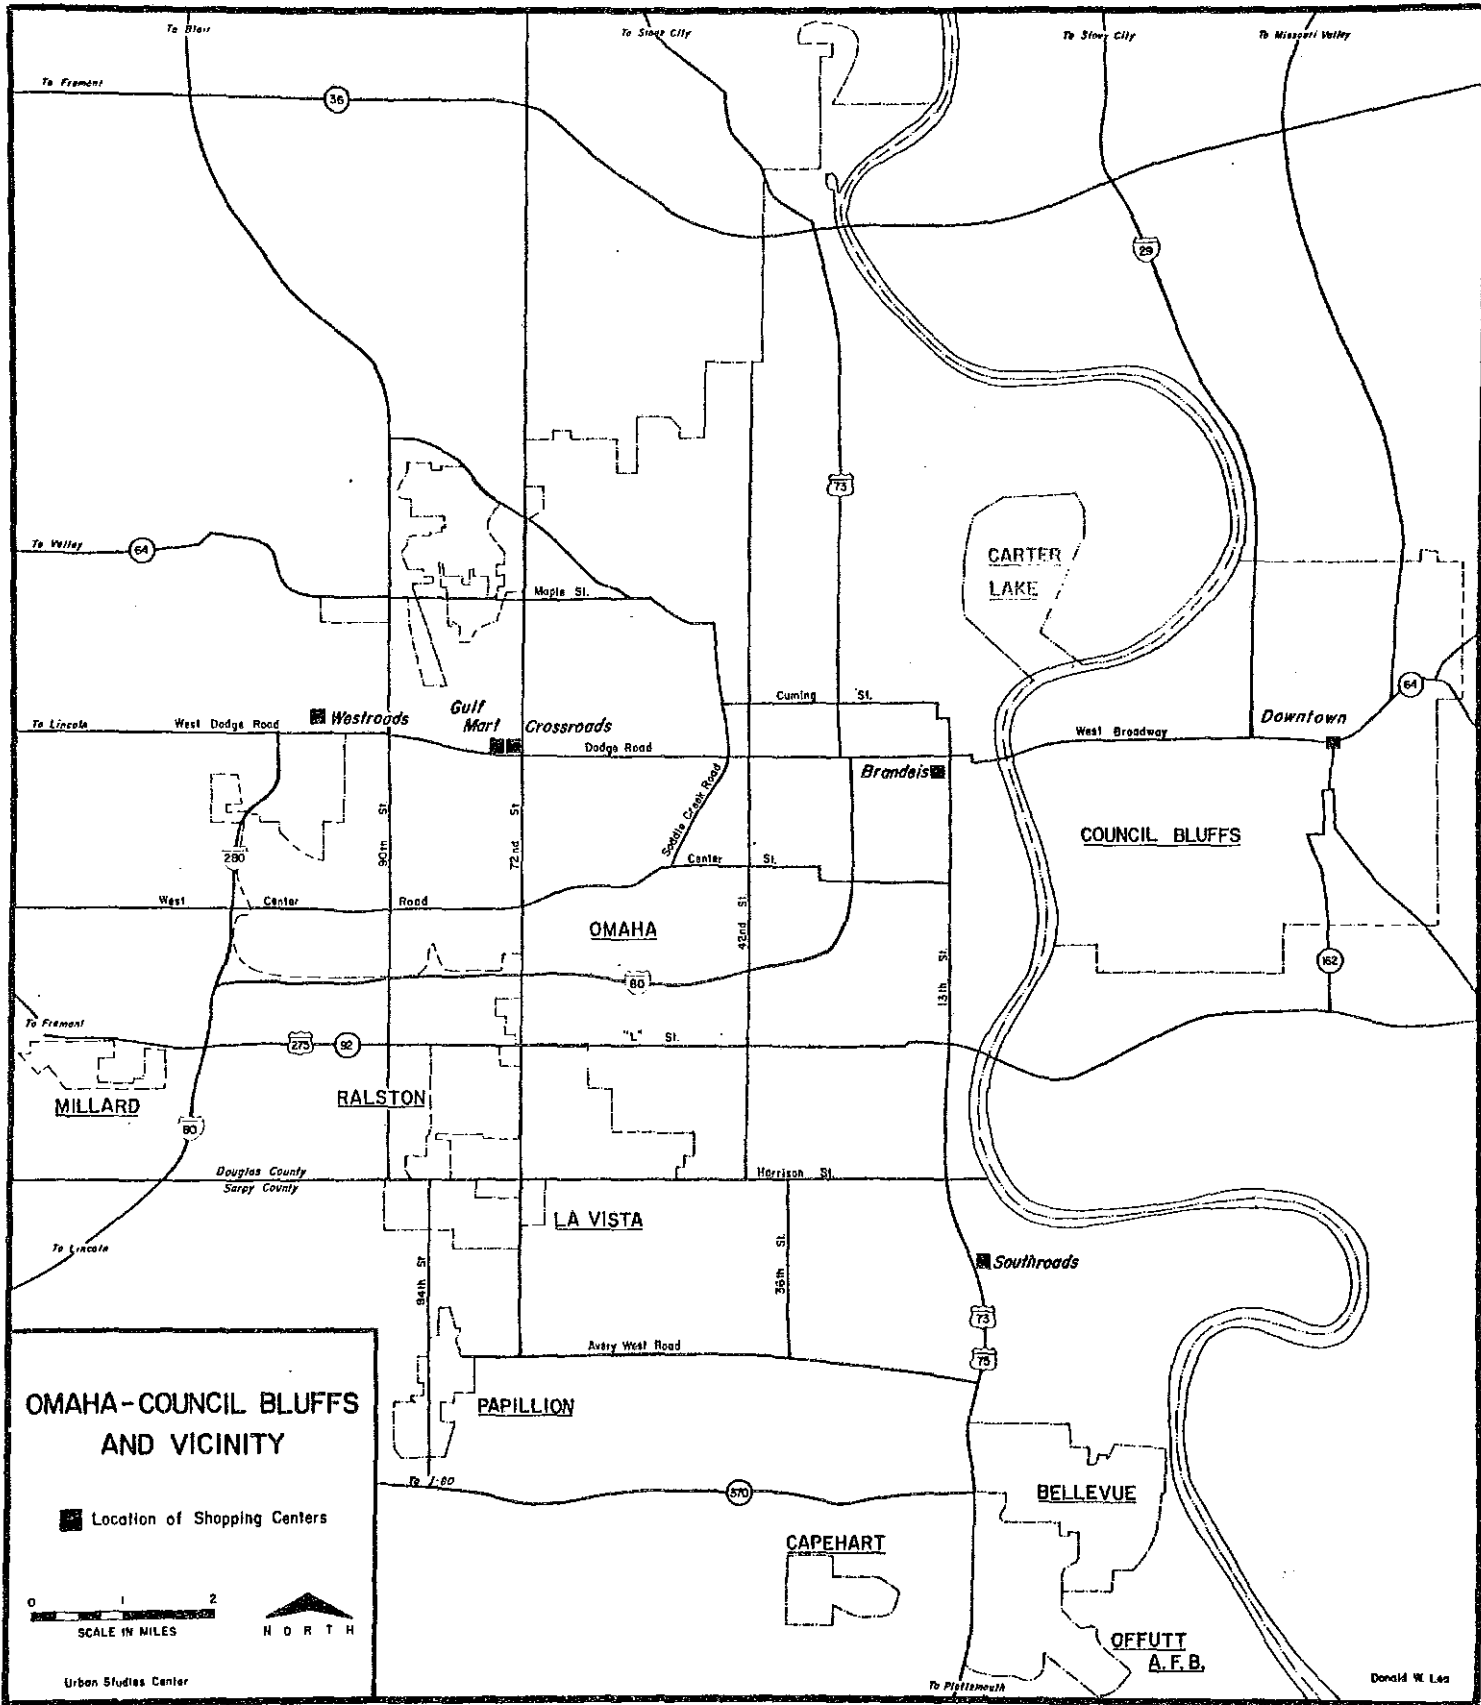 To Blair
To Sioux City
To Sioux City
To Missouri Valley
To Fremont
36
29
73
To Valley
64
CARTER
LAKE
Maple St.
64
Cuming St.
Gulf
Mart
Westroads
Crossroads
Downtown
To Lincoln
West Dodge Road
Dodge Road
West Broadway
Brandeis
Saddle Creek Road
90th St
72nd St
COUNCIL BLUFFS
280
Center St.
West Center Road
OMAHA
42nd St
13th St.
80
162
To Fremont
275
92
"L" St.
MILLARD
RALSTON
80
Douglas County
Sarpy County
Harrison St.
LA VISTA
To Lincoln
84th St
36th St.
Southroads
73
75
Avery West Road
OMAHA-COUNCIL BLUFFS
AND VICINITY
PAPILLION
To I-80
370
BELLEVUE
Location of Shopping Centers
CAPEHART
0 1 2
SCALE IN MILES
NORTH
OFFUTT
A.F.B.
Urban Studies Center
To Plattsmouth
Donald W. Lea